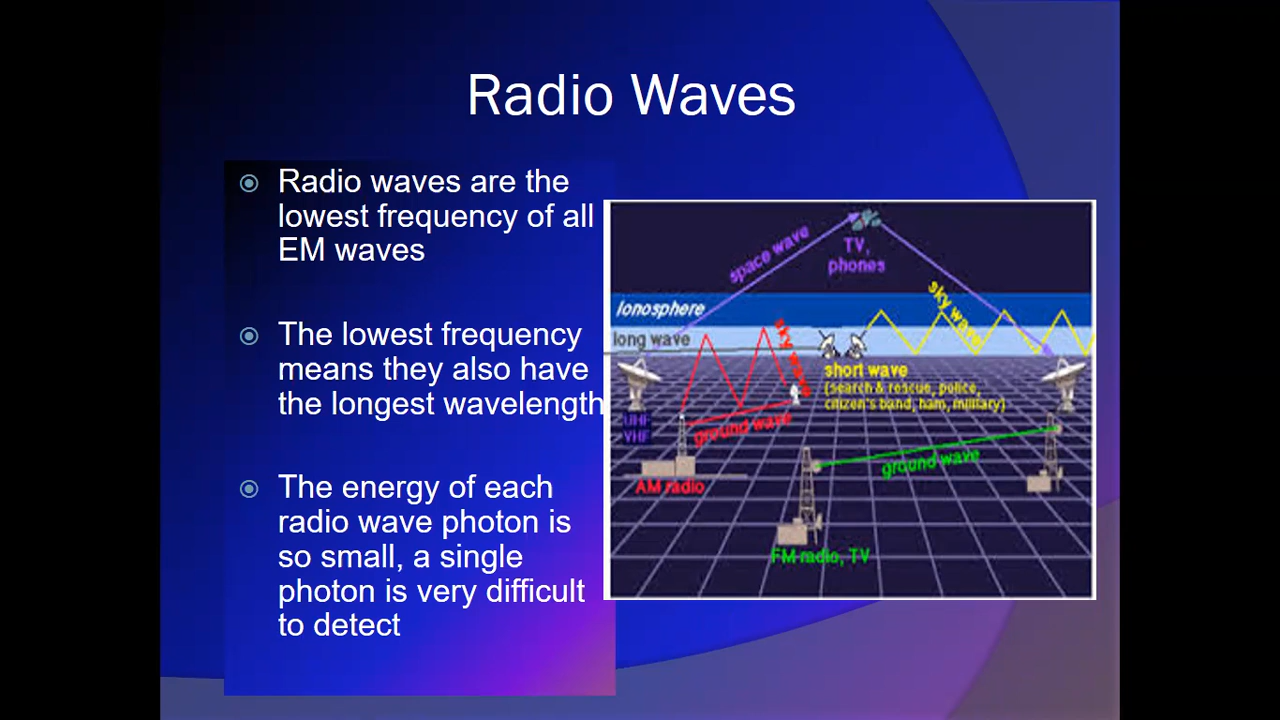 Radio Waves
Radio waves are the
lowest frequency of all
EM waves
The lowest frequency
means they also have
the longest wavelength
The energy of each
radio wave photon is
so small, a single
photon is very difficult
to detect
space wave
TV,
phones
Ionosphere
long wave
sky wave
sky wave
short wave
(search & rescue, police,
citizen's band, ham, military)
UHF
VHF
ground wave
AM radio
ground wave
FM radio, TV